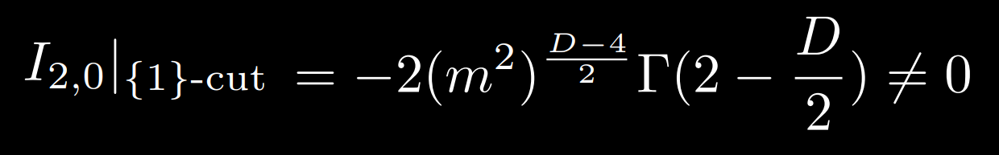 I_{2,0}|_{\{1\}\text{-cut}} = -2(m^2)^{\frac{D-4}{2}} \Gamma(2 - \frac{D}{2}) \neq 0